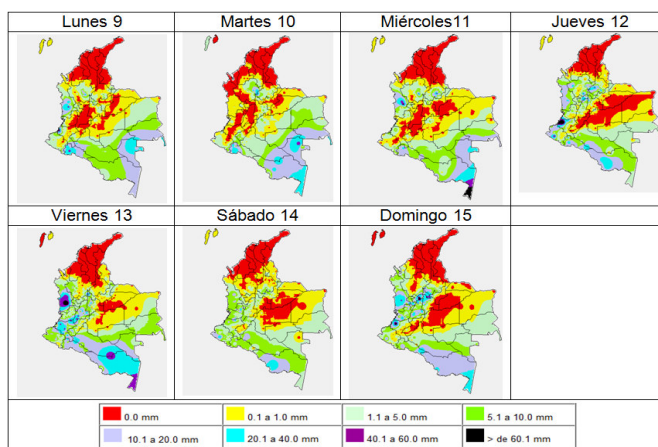 Lunes 9
Martes 10
Miércoles11
Jueves 12
Viernes 13
Sábado 14
Domingo 15
0.0 mm
0.1 a 1.0 mm
1.1 a 5.0 mm
5.1 a 10.0 mm
10.1 a 20.0 mm
20.1 a 40.0 mm
40.1 a 60.0 mm
> de 60.1 mm